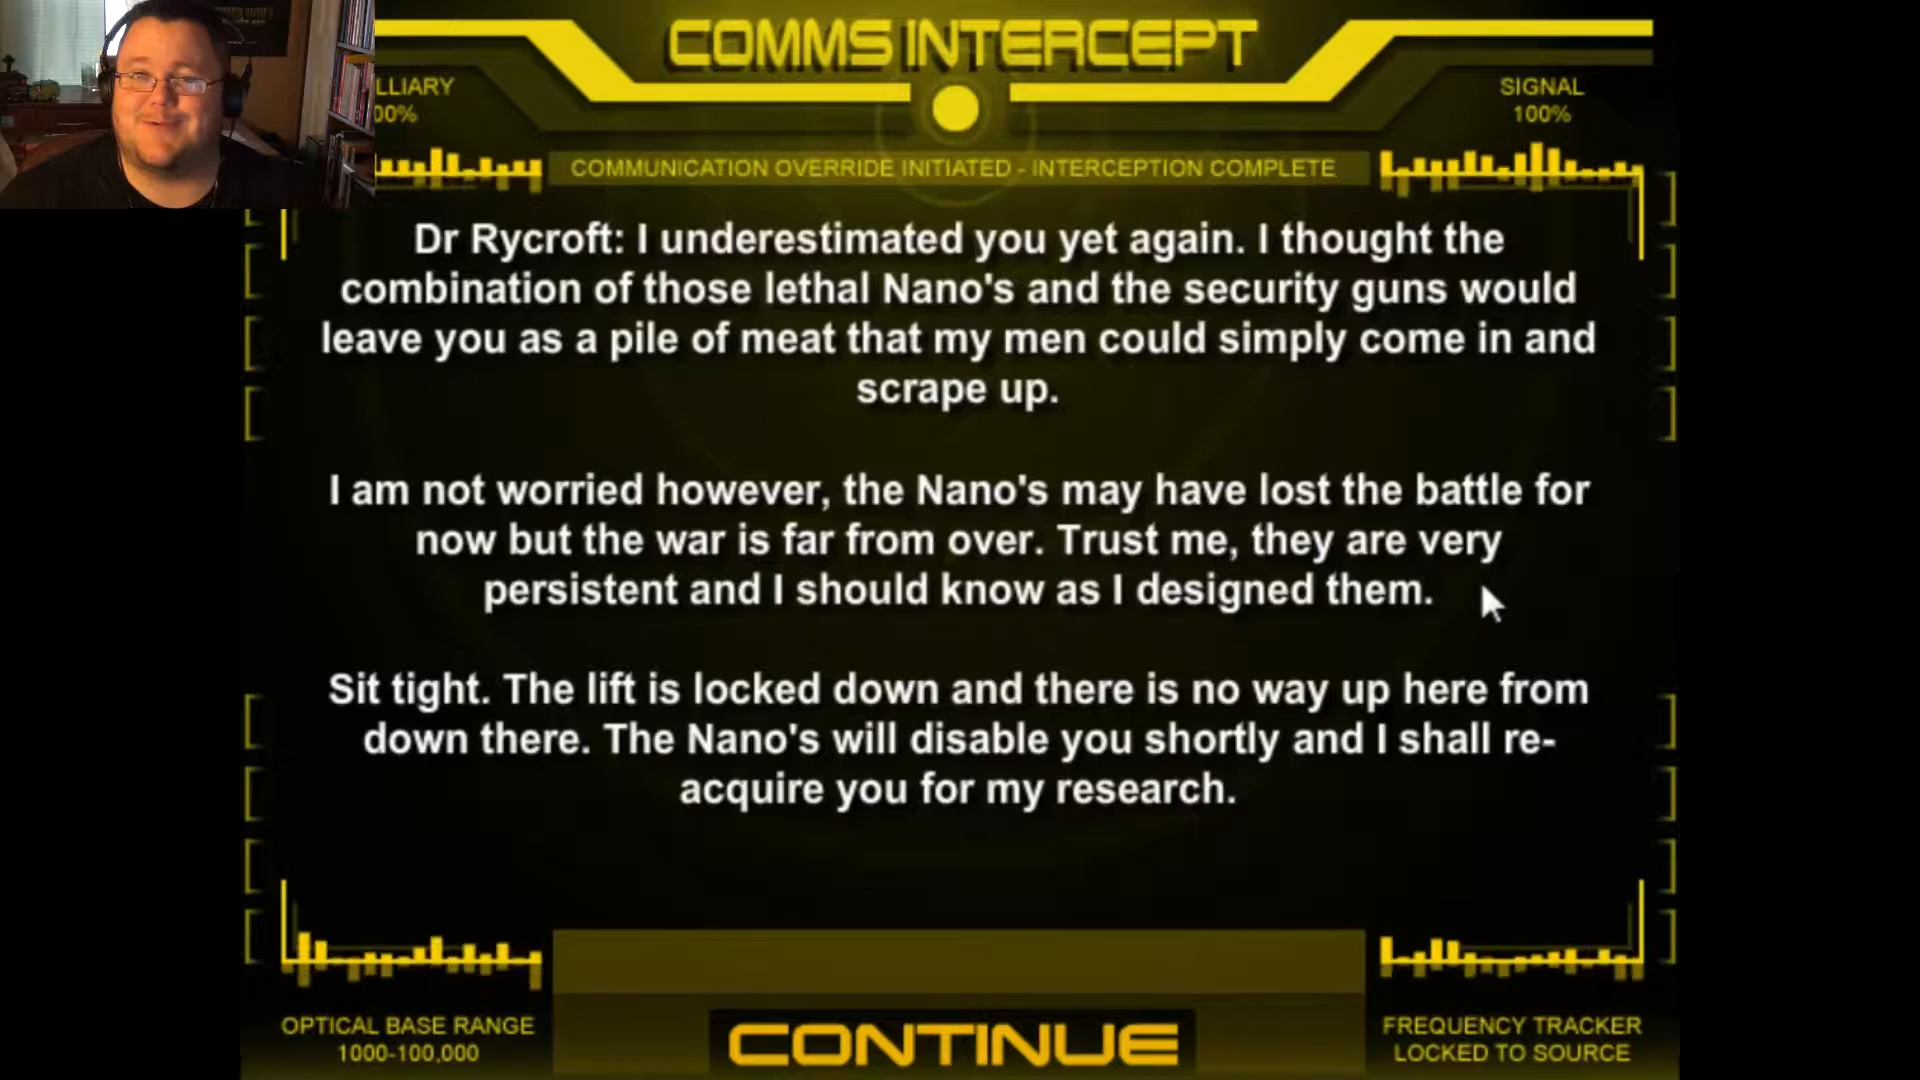 COMMS INTERCEPT
LLIARY
00%
SIGNAL
100%
COMMUNICATION OVERRIDE INITIATED - INTERCEPTION COMPLETE
Dr Rycroft: I underestimated you yet again. I thought the
combination of those lethal Nano's and the security guns would
leave you as a pile of meat that my men could simply come in and
scrape up.
I am not worried however, the Nano's may have lost the battle for
now but the war is far from over. Trust me, they are very
persistent and I should know as I designed them.
Sit tight. The lift is locked down and there is no way up here from
down there. The Nano's will disable you shortly and I shall re-
acquire you for my research.
OPTICAL BASE RANGE
1000-100,000
CONTINUE
FREQUENCY TRACKER
LOCKED TO SOURCE